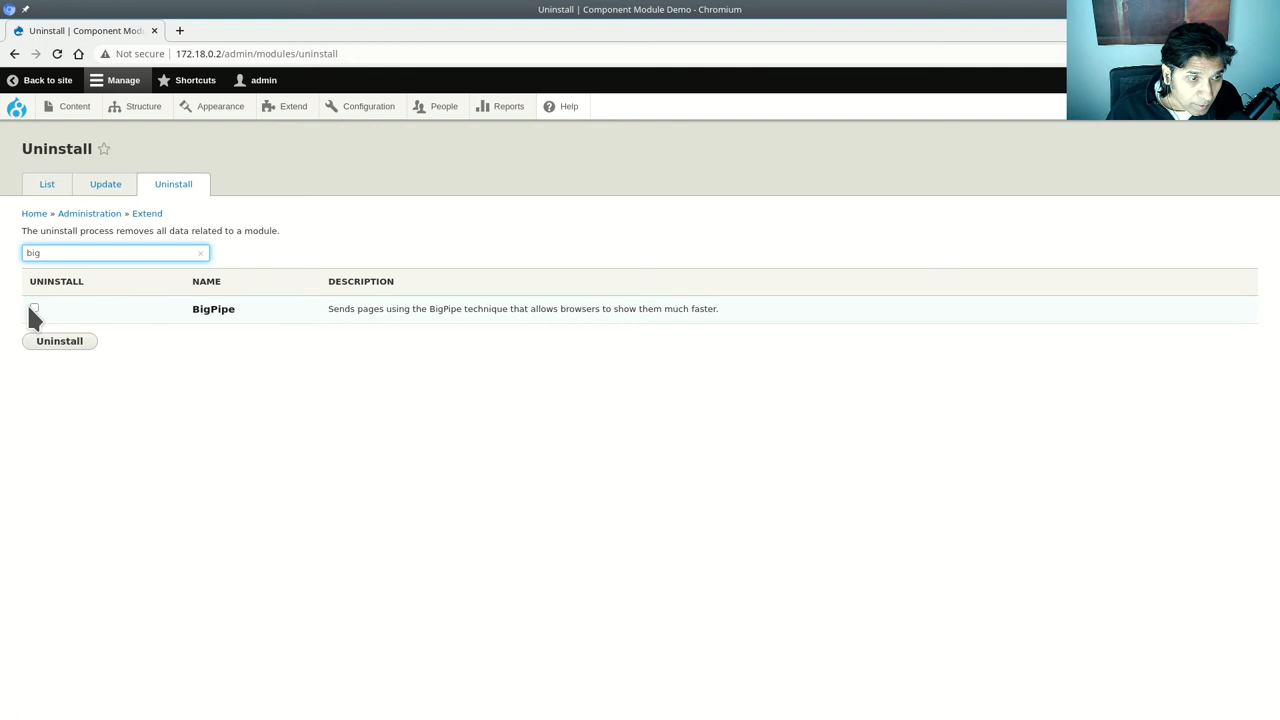 Uninstall | Component Module Demo - Chromium
Uninstall | Component Mod
Not secure 172.18.0.2/admin/modules/uninstall
Back to site Manage Shortcuts admin
Content Structure Appearance Extend Configuration People Reports Help
Uninstall
List Update Uninstall
Home » Administration » Extend
The uninstall process removes all data related to a module.
big
UNINSTALL NAME DESCRIPTION
BigPipe Sends pages using the BigPipe technique that allows browsers to show them much faster.
Uninstall